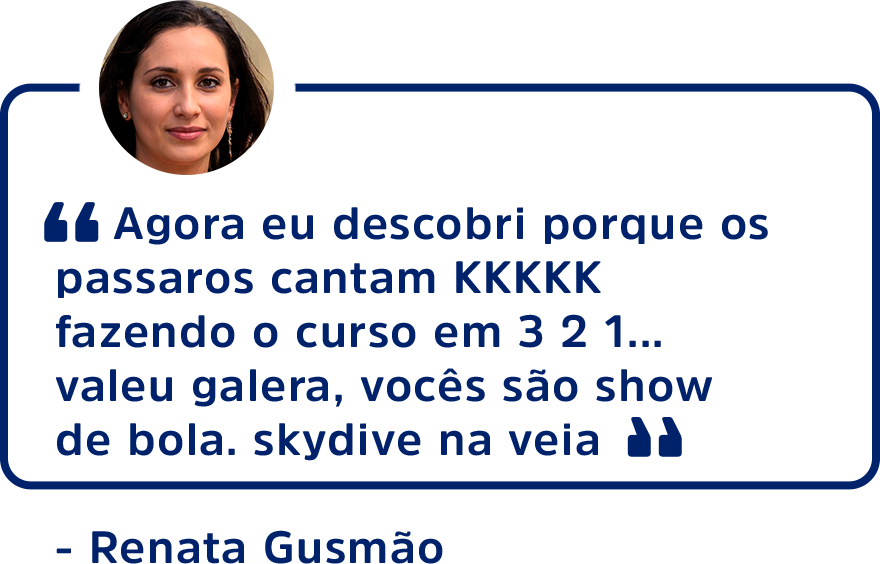 “ Agora eu descobri porque os
passaros cantam KKKKK
fazendo o curso em 3 2 1...
valeu galera, vocês são show
de bola. skydive na veia ”
- Renata Gusmão